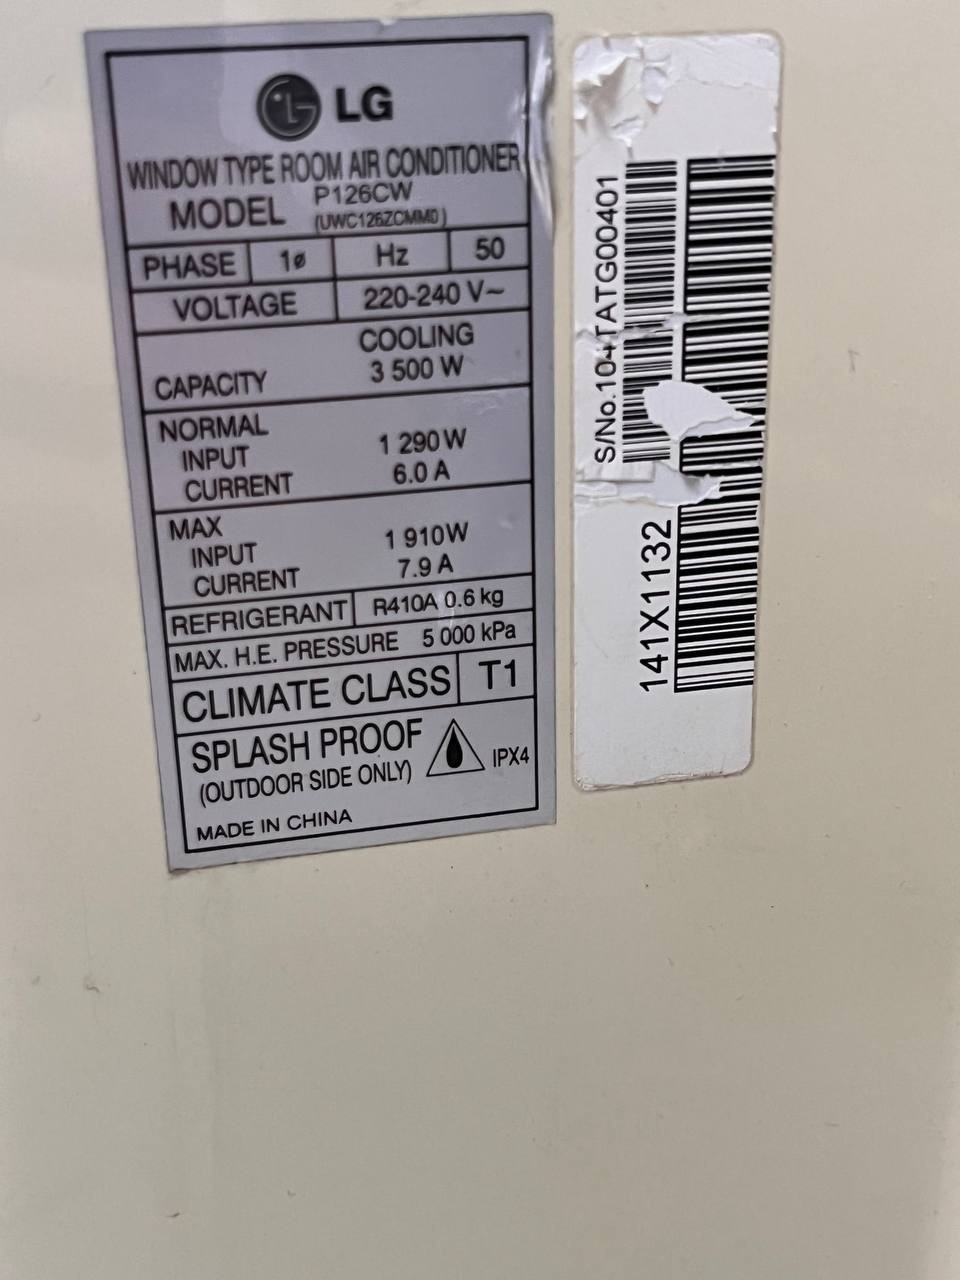 LG
WINDOW TYPE ROOM AIR CONDITIONER
MODEL P126CW
(UWC126ZCMM0)
PHASE 1ø Hz 50
VOLTAGE 220-240 V~
COOLING
CAPACITY 3 500 W
NORMAL
INPUT 1 290 W
CURRENT 6.0 A
MAX
INPUT 1 910W
CURRENT 7.9 A
REFRIGERANT R410A 0.6 kg
MAX. H.E. PRESSURE 5 000 kPa
CLIMATE CLASS T1
SPLASH PROOF
(OUTDOOR SIDE ONLY) IPX4
MADE IN CHINA
S/No.104TATG00401
141X1132